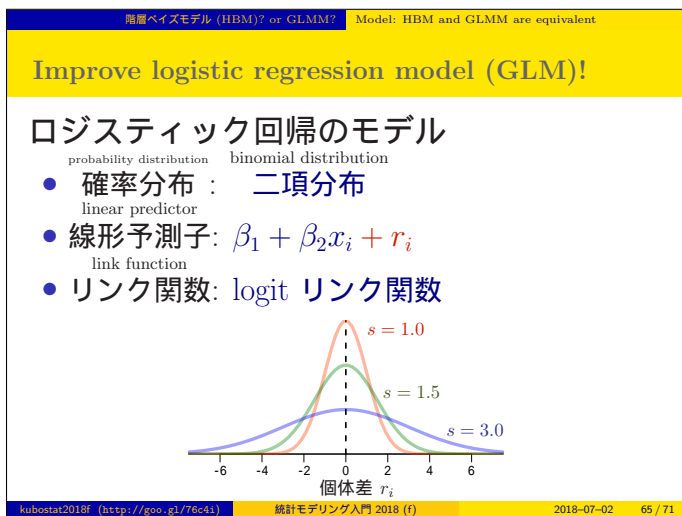 階層ベイズモデル (HBM)? or GLMM? Model: HBM and GLMM are equivalent
Improve logistic regression model (GLM)!
ロジスティック回帰のモデル
probability distribution binomial distribution
• 確率分布 : 二項分布
linear predictor
• 線形予測子: β₁ + β₂xᵢ + rᵢ
link function
• リンク関数: logit リンク関数
s = 1.0
s = 1.5
s = 3.0
-6 -4 -2 0 2 4 6
個体差 rᵢ
kubostat2018f (http://goo.gl/76c4i) 統計モデリング入門 2018 (f) 2018–07–02 65 / 71